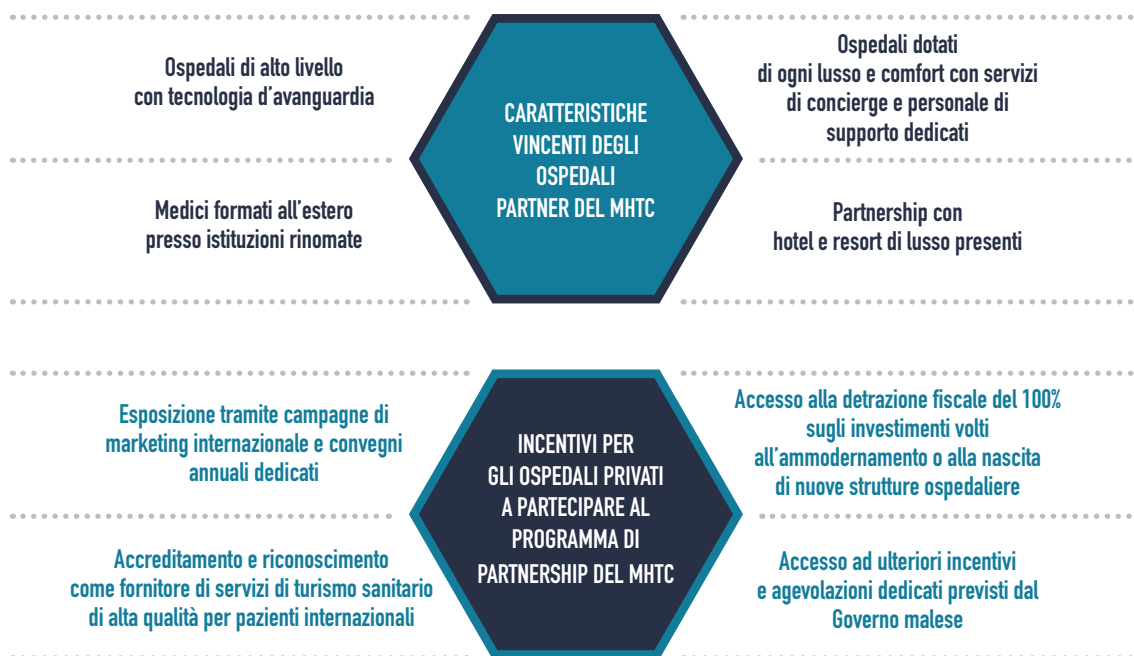 Ospedali di alto livello
con tecnologia d'avanguardia
Medici formati all'estero
presso istituzioni rinomate
CARATTERISTICHE
VINCENTI DEGLI
OSPEDALI
PARTNER DEL MHTC
Ospedali dotati
di ogni lusso e comfort con servizi
di concierge e personale di
supporto dedicati
Partnership con
hotel e resort di lusso presenti
Esposizione tramite campagne di
marketing internazionale e convegni
annuali dedicati
Accreditamento e riconoscimento
come fornitore di servizi di turismo sanitario
di alta qualità per pazienti internazionali
INCENTIVI PER
GLI OSPEDALI PRIVATI
A PARTECIPARE AL
PROGRAMMA DI
PARTNERSHIP DEL MHTC
Accesso alla detrazione fiscale del 100%
sugli investimenti volti
all'ammodernamento o alla nascita
di nuove strutture ospedaliere
Accesso ad ulteriori incentivi
e agevolazioni dedicati previsti dal
Governo malese